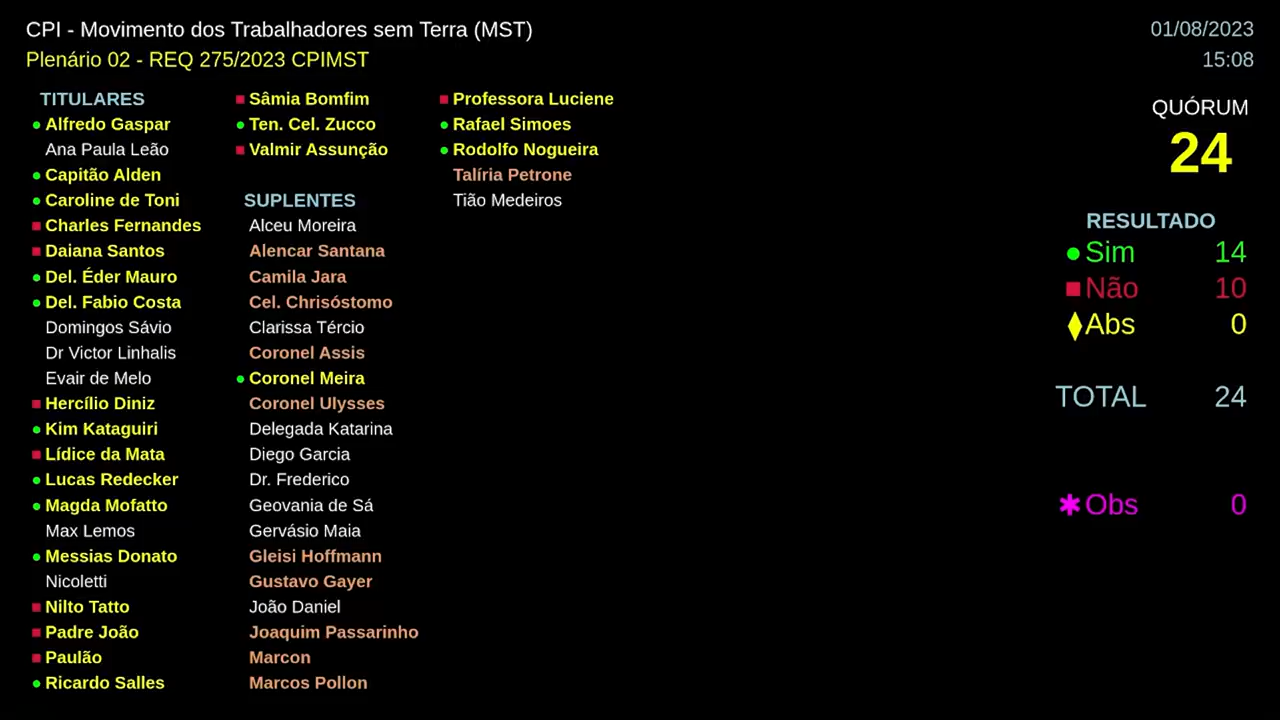 CPI - Movimento dos Trabalhadores sem Terra (MST)
Plenário 02 - REQ 275/2023 CPIMST
01/08/2023
15:08
TITULARES
Alfredo Gaspar
Ana Paula Leão
Capitão Alden
Caroline de Toni
Charles Fernandes
Daiana Santos
Del. Éder Mauro
Del. Fabio Costa
Domingos Sávio
Dr Victor Linhalis
Evair de Melo
Hercílio Diniz
Kim Kataguiri
Lídice da Mata
Lucas Redecker
Magda Mofatto
Max Lemos
Messias Donato
Nicoletti
Nilto Tatto
Padre João
Paulão
Ricardo Salles
Sâmia Bomfim
Ten. Cel. Zucco
Valmir Assunção
SUPLENTES
Alceu Moreira
Alencar Santana
Camila Jara
Cel. Chrisóstomo
Clarissa Tércio
Coronel Assis
Coronel Meira
Coronel Ulysses
Delegada Katarina
Diego Garcia
Dr. Frederico
Geovania de Sá
Gervásio Maia
Gleisi Hoffmann
Gustavo Gayer
João Daniel
Joaquim Passarinho
Marcon
Marcos Pollon
Professora Luciene
Rafael Simoes
Rodolfo Nogueira
Talíria Petrone
Tião Medeiros
QUÓRUM
24
RESULTADO
Sim 14
Não 10
Abs 0
TOTAL 24
Obs 0